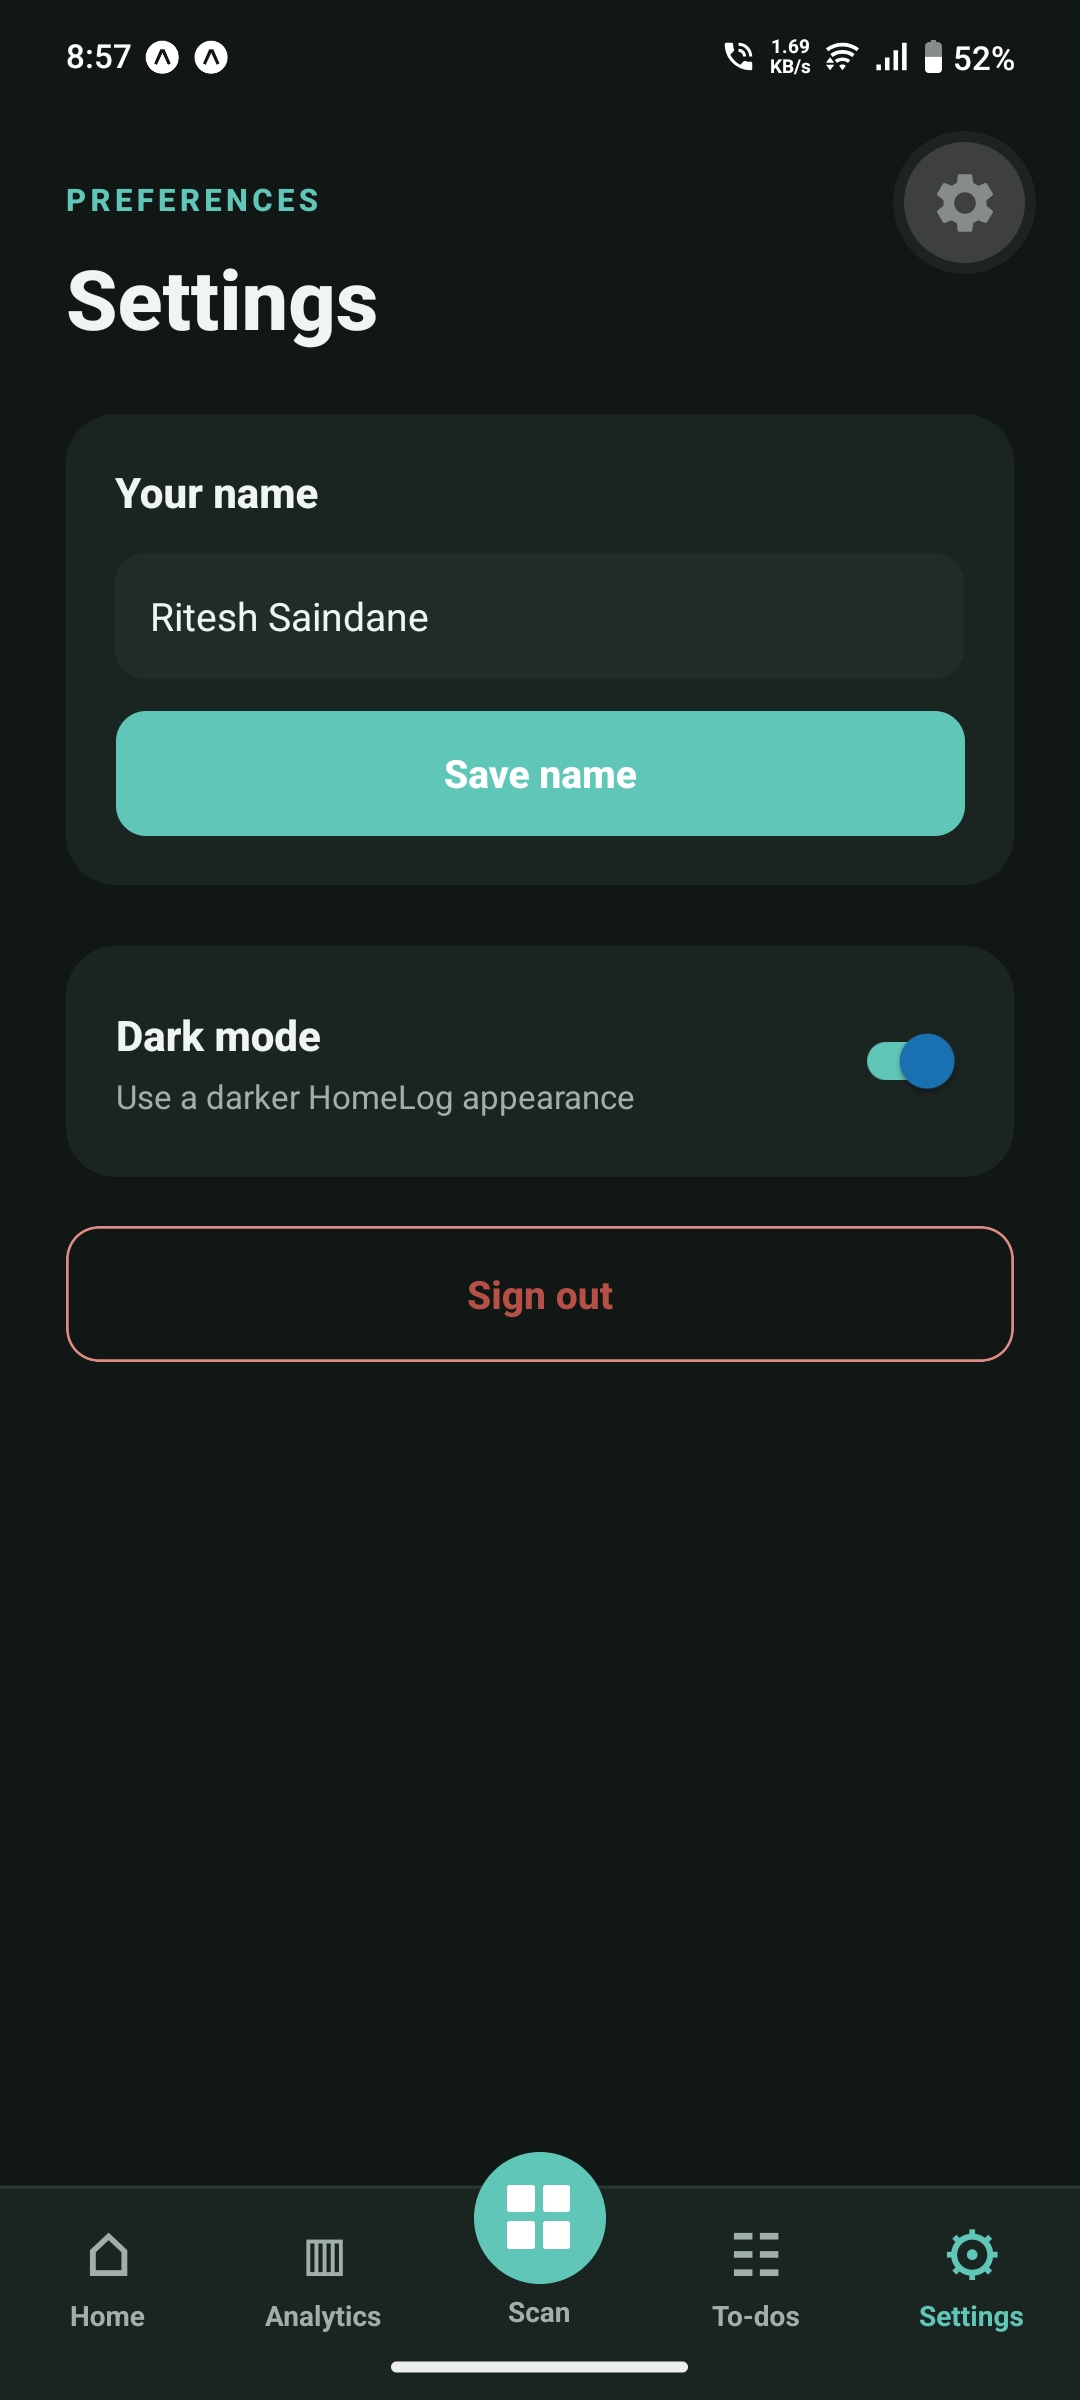 8:57
1.69
KB/s
52%
PREFERENCES
Settings
Your name
Ritesh Saindane
Save name
Dark mode
Use a darker HomeLog appearance
Sign out
Home
Analytics
Scan
To-dos
Settings